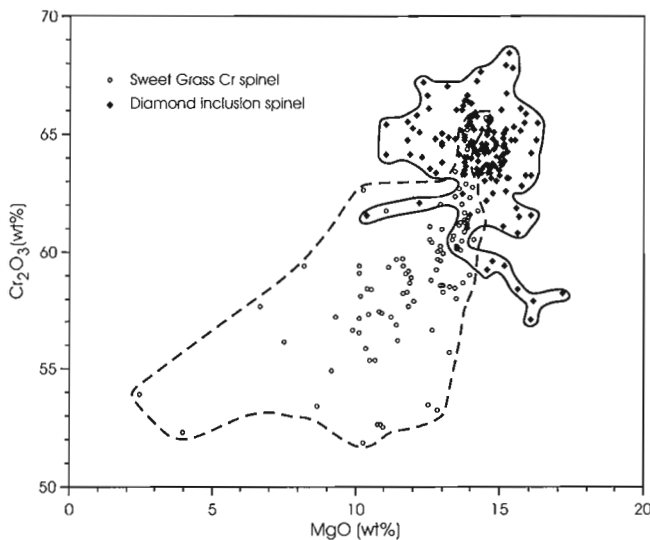 70
Sweet Grass Cr spinel
Diamond inclusion spinel
65
Cr2O3 (wt%)
60
55
50
0 5 10 15 20
MgO (wt%)